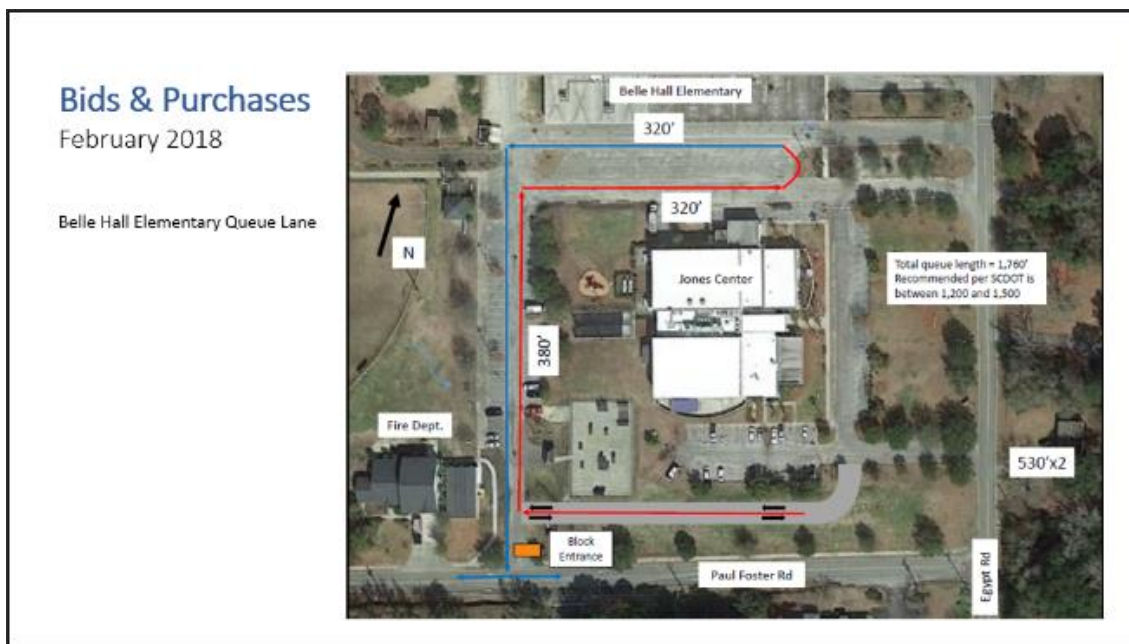 Bids & Purchases
February 2018
Belle Hall Elementary Queue Lane
Belle Hall Elementary
320'
320'
N
Jones Center
Total queue length = 1,760'
Recommended per SCDOT is
between 1,200 and 1,500
380'
Fire Dept.
530'x2
Block
Entrance
Paul Foster Rd
Egypt Rd